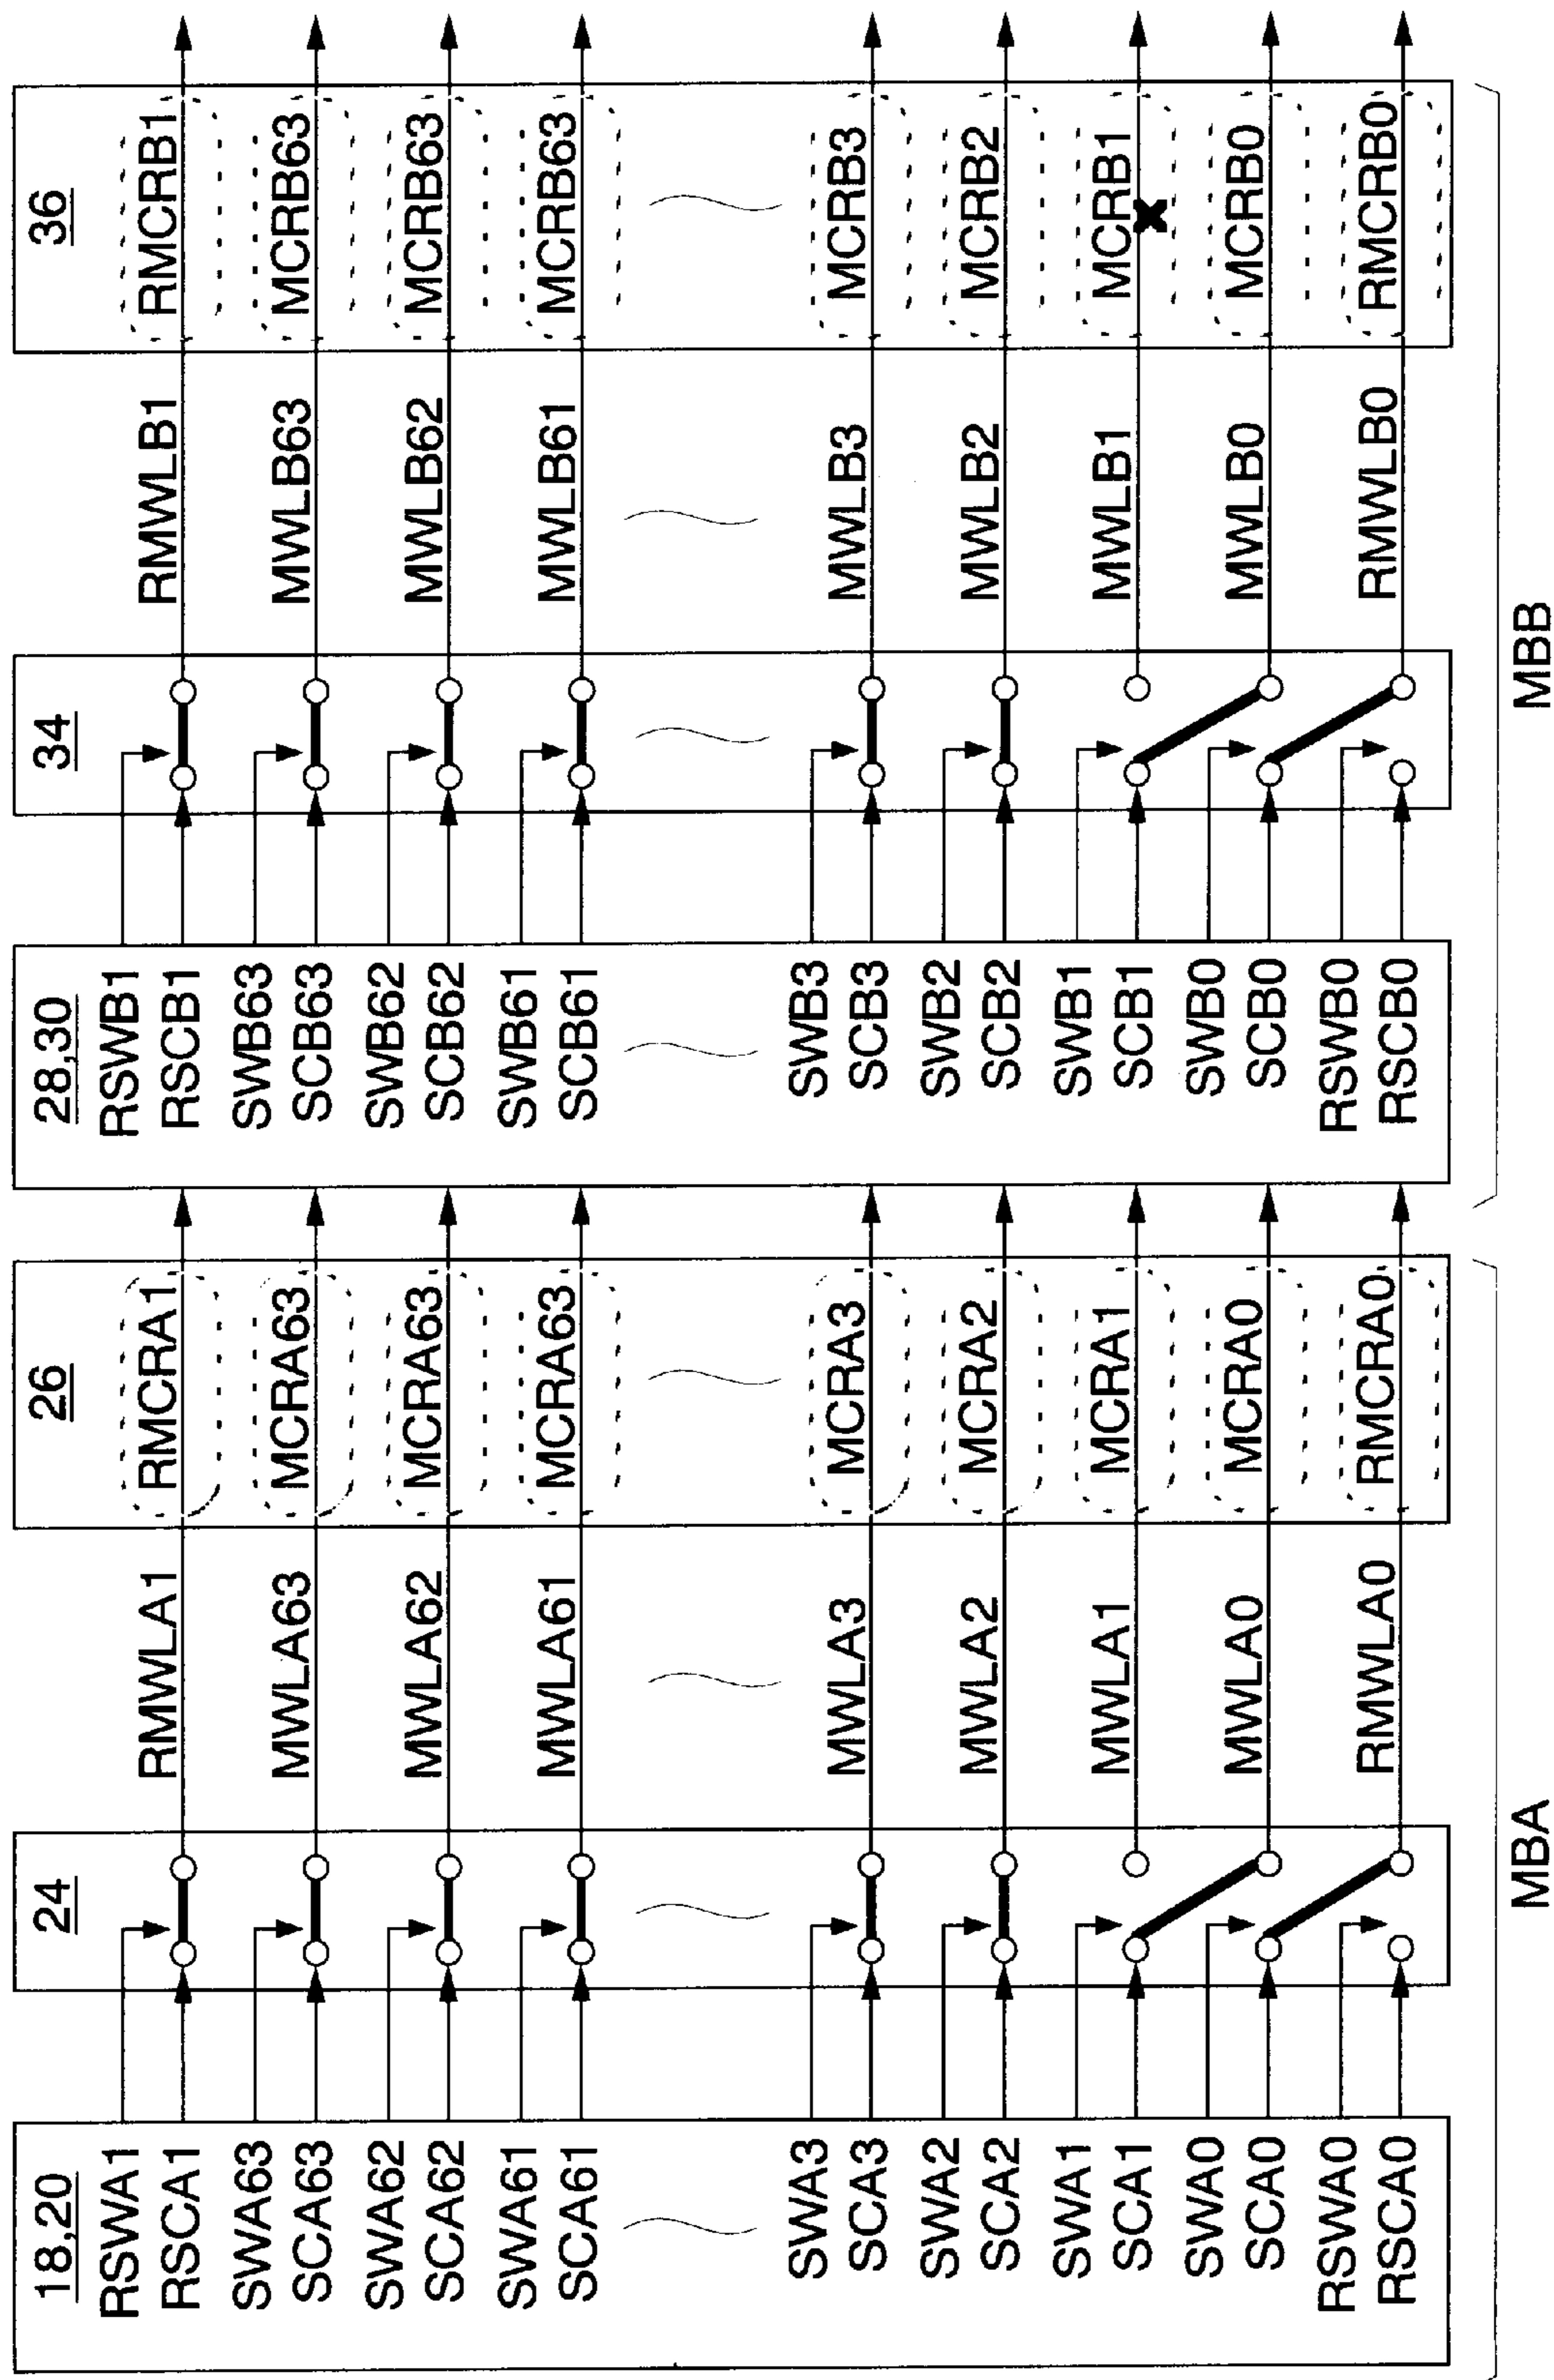 18,20
RSWA1
RSCA1
SWA63
SCA63
SWA62
SCA62
SWA61
SCA61
SWA3
SCA3
SWA2
SCA2
SWA1
SCA1
SWA0
SCA0
RSWA0
RSCA0
24
RMWLA1
MWLA63
MWLA62
MWLA61
MWLA3
MWLA2
MWLA1
MWLA0
RMWLA0
26
RMCRA1
MCRA63
MCRA63
MCRA63
MCRA3
MCRA2
MCRA1
MCRA0
RMCRA0
MBA
28,30
RSWB1
RSCB1
SWB63
SCB63
SWB62
SCB62
SWB61
SCB61
SWB3
SCB3
SWB2
SCB2
SWB1
SCB1
SWB0
SCB0
RSWB0
RSCB0
34
RMWLB1
MWLB63
MWLB62
MWLB61
MWLB3
MWLB2
MWLB1
MWLB0
RMWLB0
36
RMCRB1
MCRB63
MCRB63
MCRB63
MCRB3
MCRB2
MCRB1
MCRB0
RMCRB0
MBB